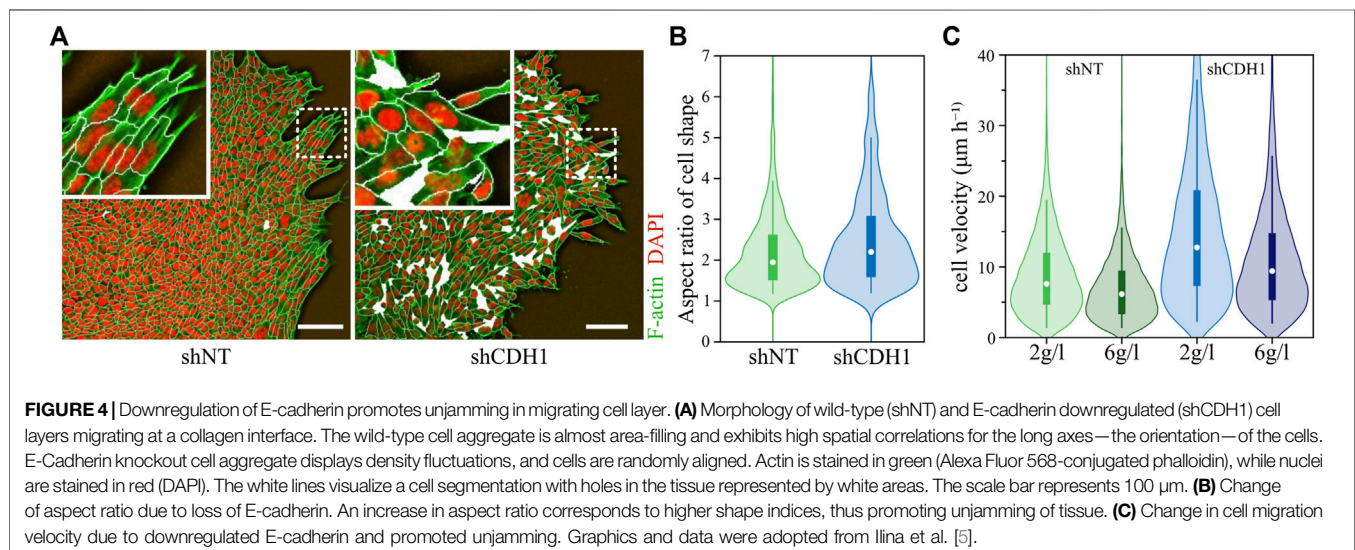 A
B
C
F-actin DAPI
shNT
shCDH1
Aspect ratio of cell shape
7
6
5
4
3
2
1
0
shNT
shCDH1
cell velocity (µm h⁻¹)
40
30
20
10
0
shNT
shCDH1
2g/l
6g/l
2g/l
6g/l
FIGURE 4 | Downregulation of E-cadherin promotes unjamming in migrating cell layer. (A) Morphology of wild-type (shNT) and E-cadherin downregulated (shCDH1) cell
layers migrating at a collagen interface. The wild-type cell aggregate is almost area-filling and exhibits high spatial correlations for the long axes—the orientation—of the cells.
E-Cadherin knockout cell aggregate displays density fluctuations, and cells are randomly aligned. Actin is stained in green (Alexa Fluor 568-conjugated phalloidin), while nuclei
are stained in red (DAPI). The white lines visualize a cell segmentation with holes in the tissue represented by white areas. The scale bar represents 100 µm. (B) Change
of aspect ratio due to loss of E-cadherin. An increase in aspect ratio corresponds to higher shape indices, thus promoting unjamming of tissue. (C) Change in cell migration
velocity due to downregulated E-cadherin and promoted unjamming. Graphics and data were adopted from Ilina et al. [5].